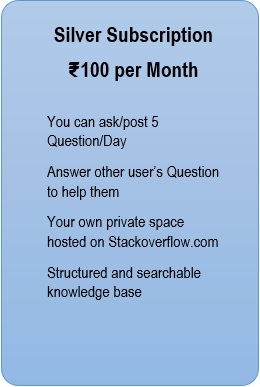 Silver Subscription
₹100 per Month
You can ask/post 5
Question/Day
Answer other user's Question
to help them
Your own private space
hosted on Stackoverflow.com
Structured and searchable
knowledge base